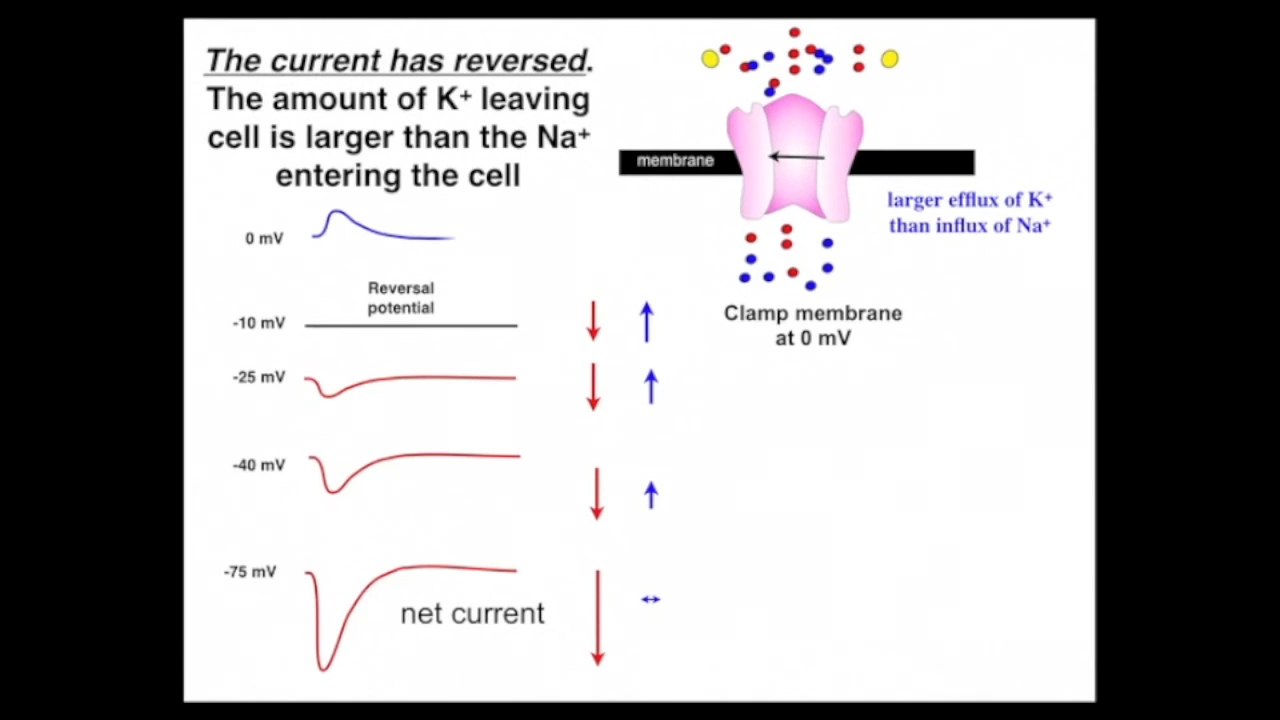 The current has reversed.
The amount of K+ leaving
cell is larger than the Na+
entering the cell
membrane
larger efflux of K+
than influx of Na+
Clamp membrane
at 0 mV
0 mV
Reversal
potential
-10 mV
-25 mV
-40 mV
-75 mV
net current